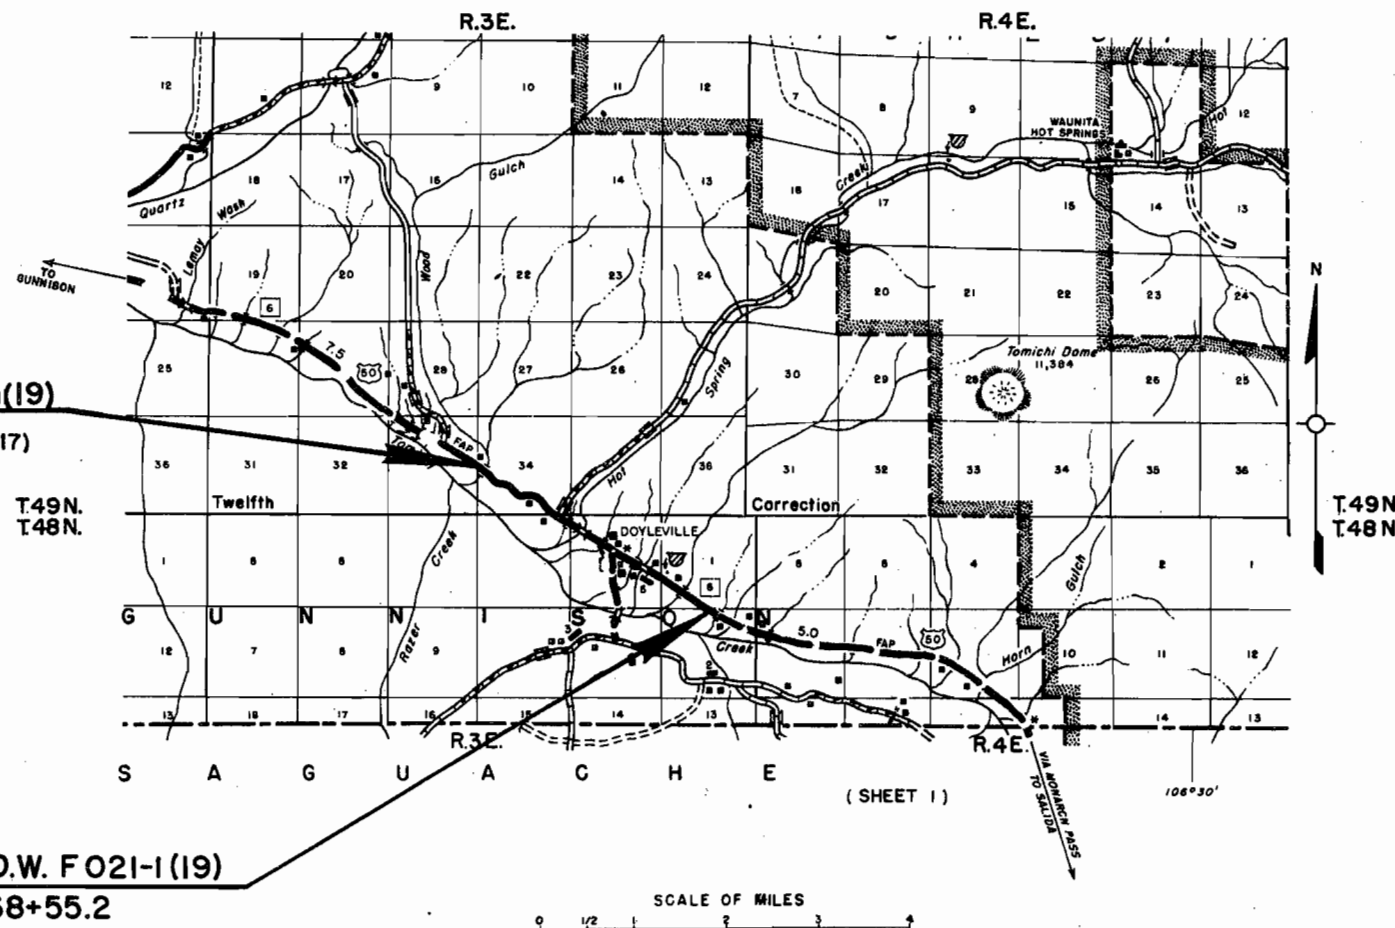 R.3E.
R.4E.
12
9
10
11
12
7
8
9
WAUNITA
HOT SPRINGS
Hot
12
18
17
16
Gulch
14
13
18
Creek
17
15
14
13
Quartz
Wash
Lemay
Wood
TO
GUNNISON
19
20
22
23
24
20
21
22
23
24
N
6
7.5
50
25
28
27
26
Spring
30
29
28
Tomichi Dome
11,384
26
25
(19)
17)
FAP
36
31
32
34
Hot
36
31
32
33
34
35
36
T.49N.
T.48N.
Twelfth
Correction
T.49N
T.48N
DOYLEVILLE
1
6
Creek
1
6
4
Gulch
2
1
G U N N I S O N
5.0
FAP
50
12
7
8
Razor
9
3
Creek
Horn
10
11
12
2
13
18
17
16
15
14
13
14
13
R.3E.
R.4E.
S A G U A C H E
(SHEET 1)
VIA MONARCH PASS
TO SALIDA
106°30'
O.W. F 021-1(19)
68+55.2
SCALE OF MILES
0 1/2 1 2 3 4